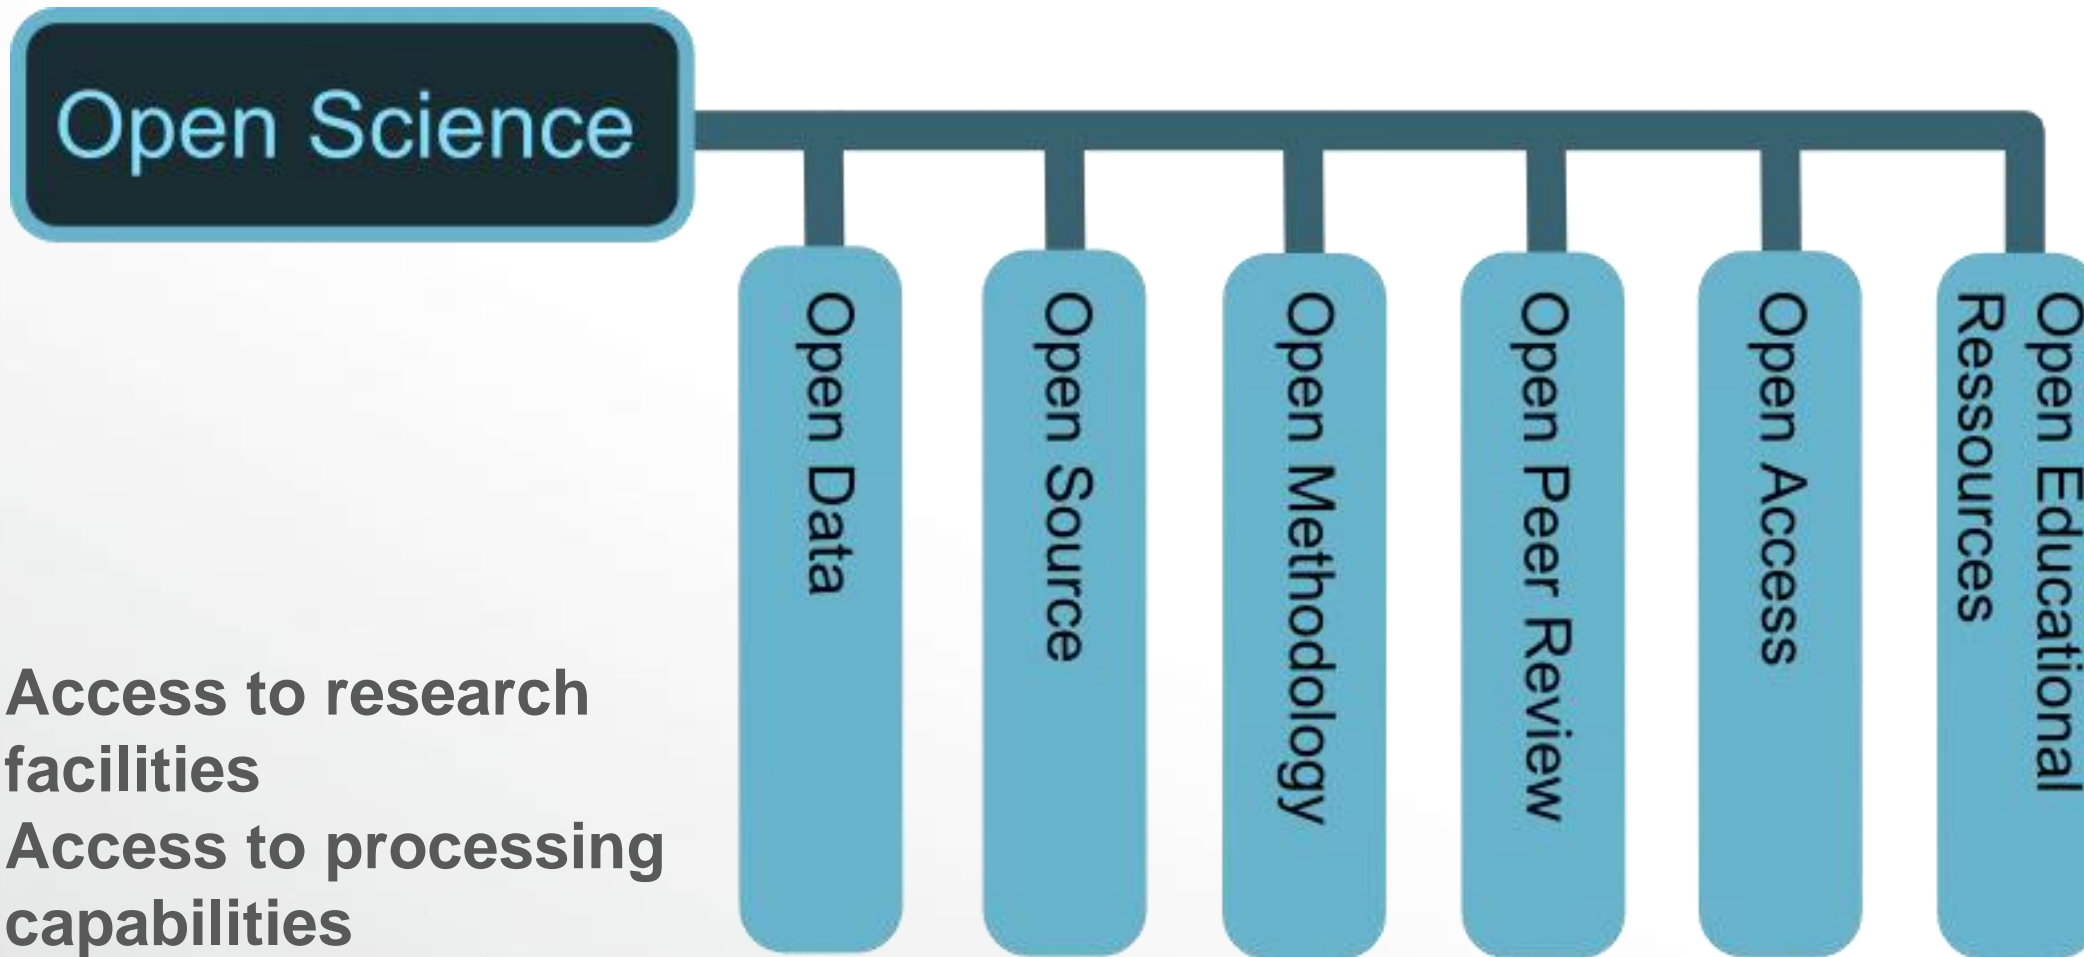 Open Science
Open Data
Open Source
Open Methodology
Open Peer Review
Open Access
Open Educational
Ressources
Access to research
facilities
Access to processing
capabilities